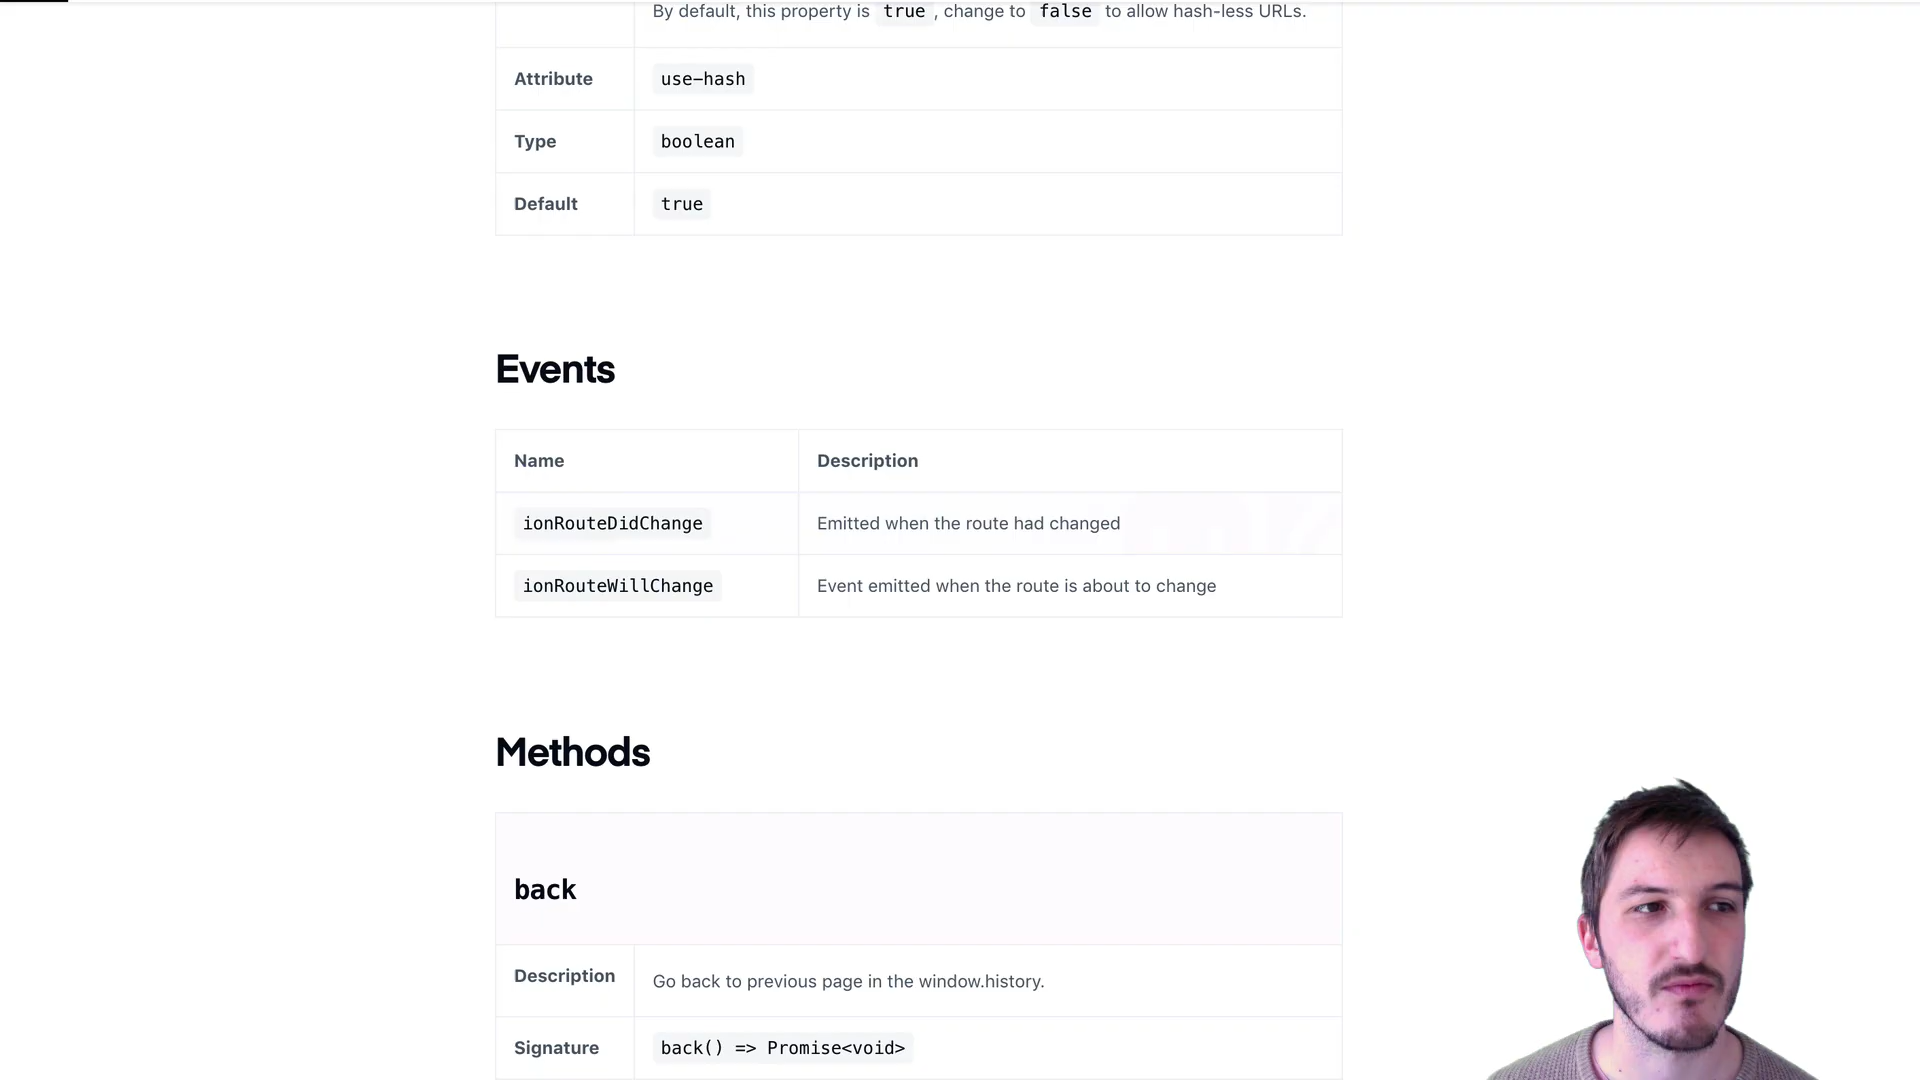 By default, this property is true , change to false to allow hash-less URLs.
Attribute use-hash
Type boolean
Default true
Events
Name Description
ionRouteDidChange Emitted when the route had changed
ionRouteWillChange Event emitted when the route is about to change
Methods
back
Description Go back to previous page in the window.history.
Signature back() => Promise<void>